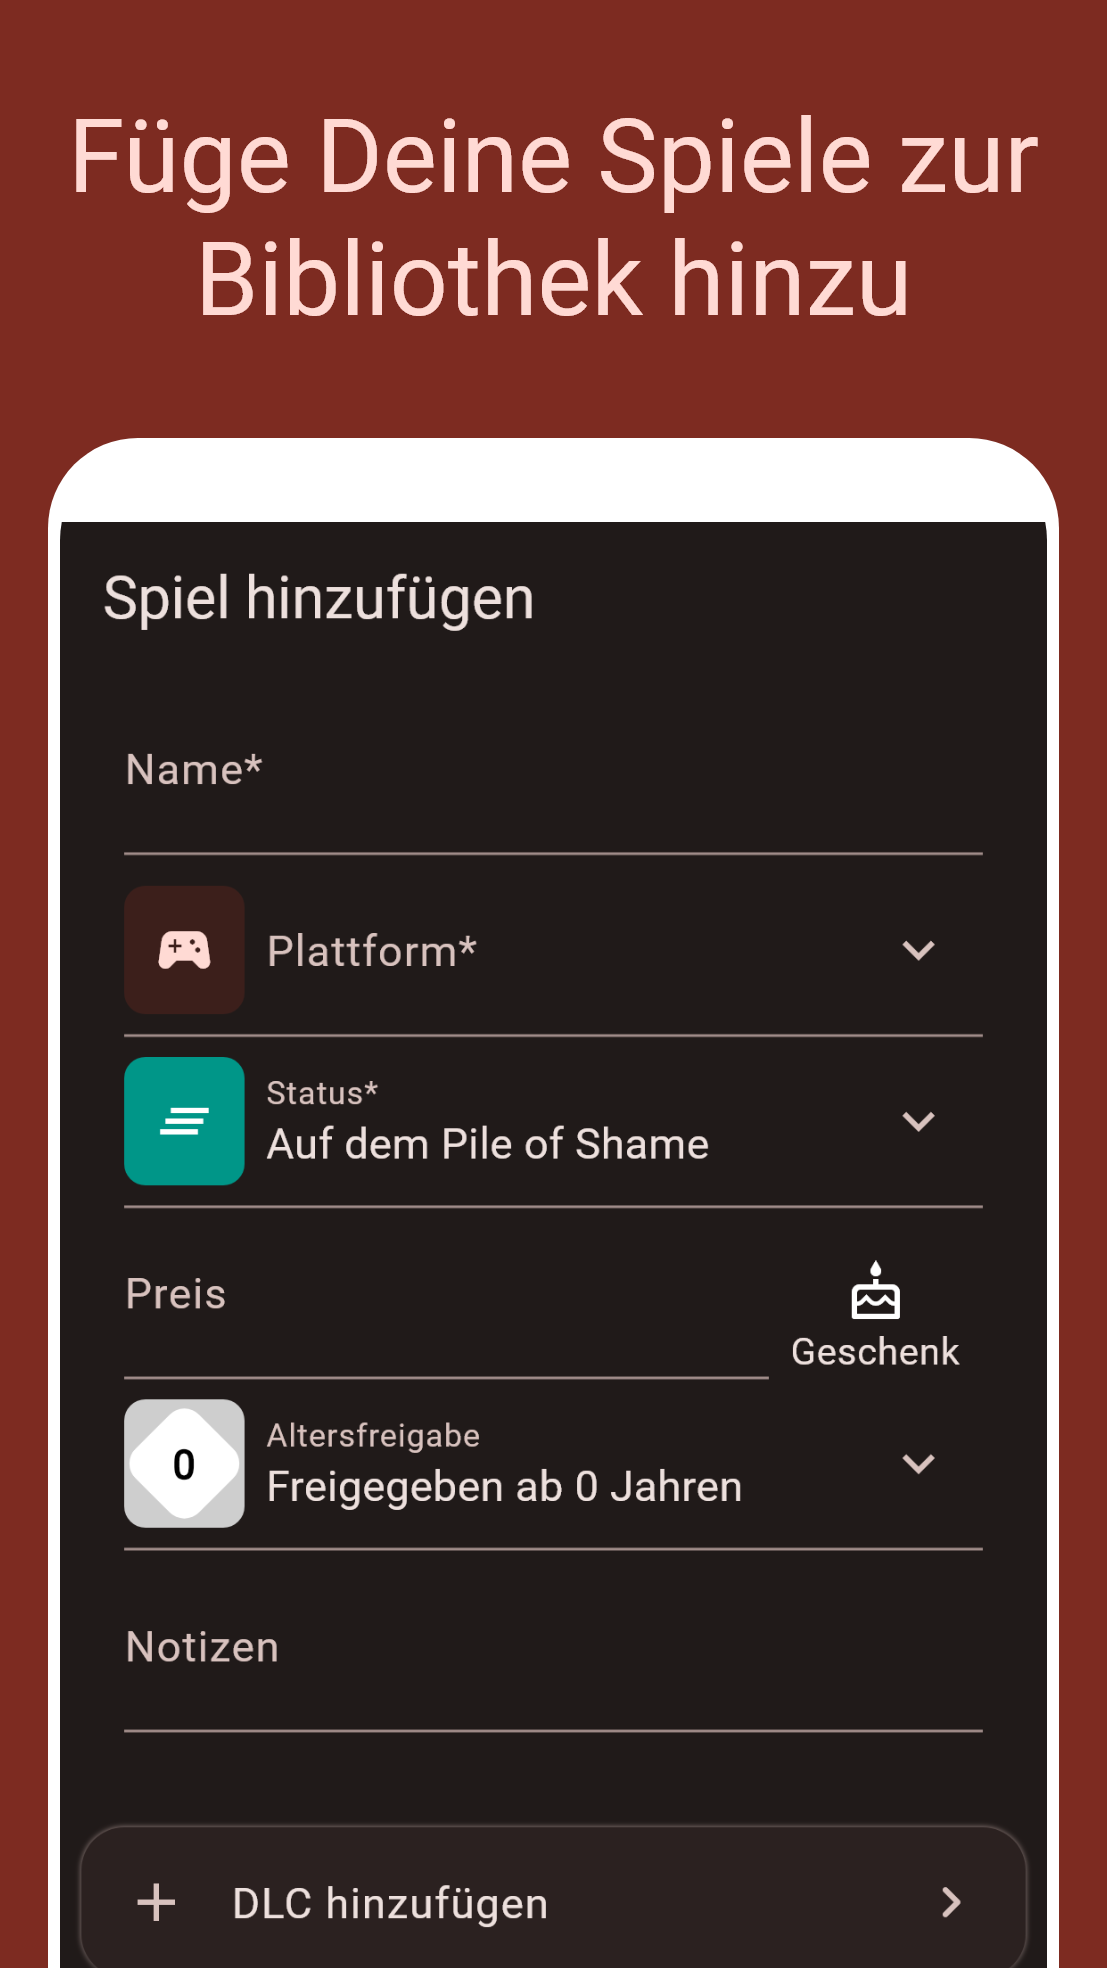 Füge Deine Spiele zur
Bibliothek hinzu
Spiel hinzufügen
Name*
Plattform*
Status*
Auf dem Pile of Shame
Preis
Geschenk
0
Altersfreigabe
Freigegeben ab 0 Jahren
Notizen
DLC hinzufügen